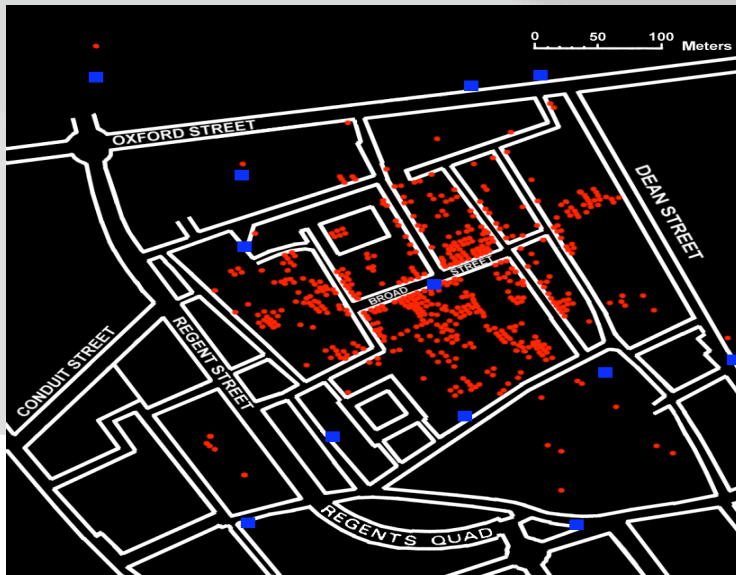 0 50 100 Meters
OXFORD STREET
DEAN STREET
BROAD STREET
CONDUIT STREET
REGENT STREET
REGENTS QUAD